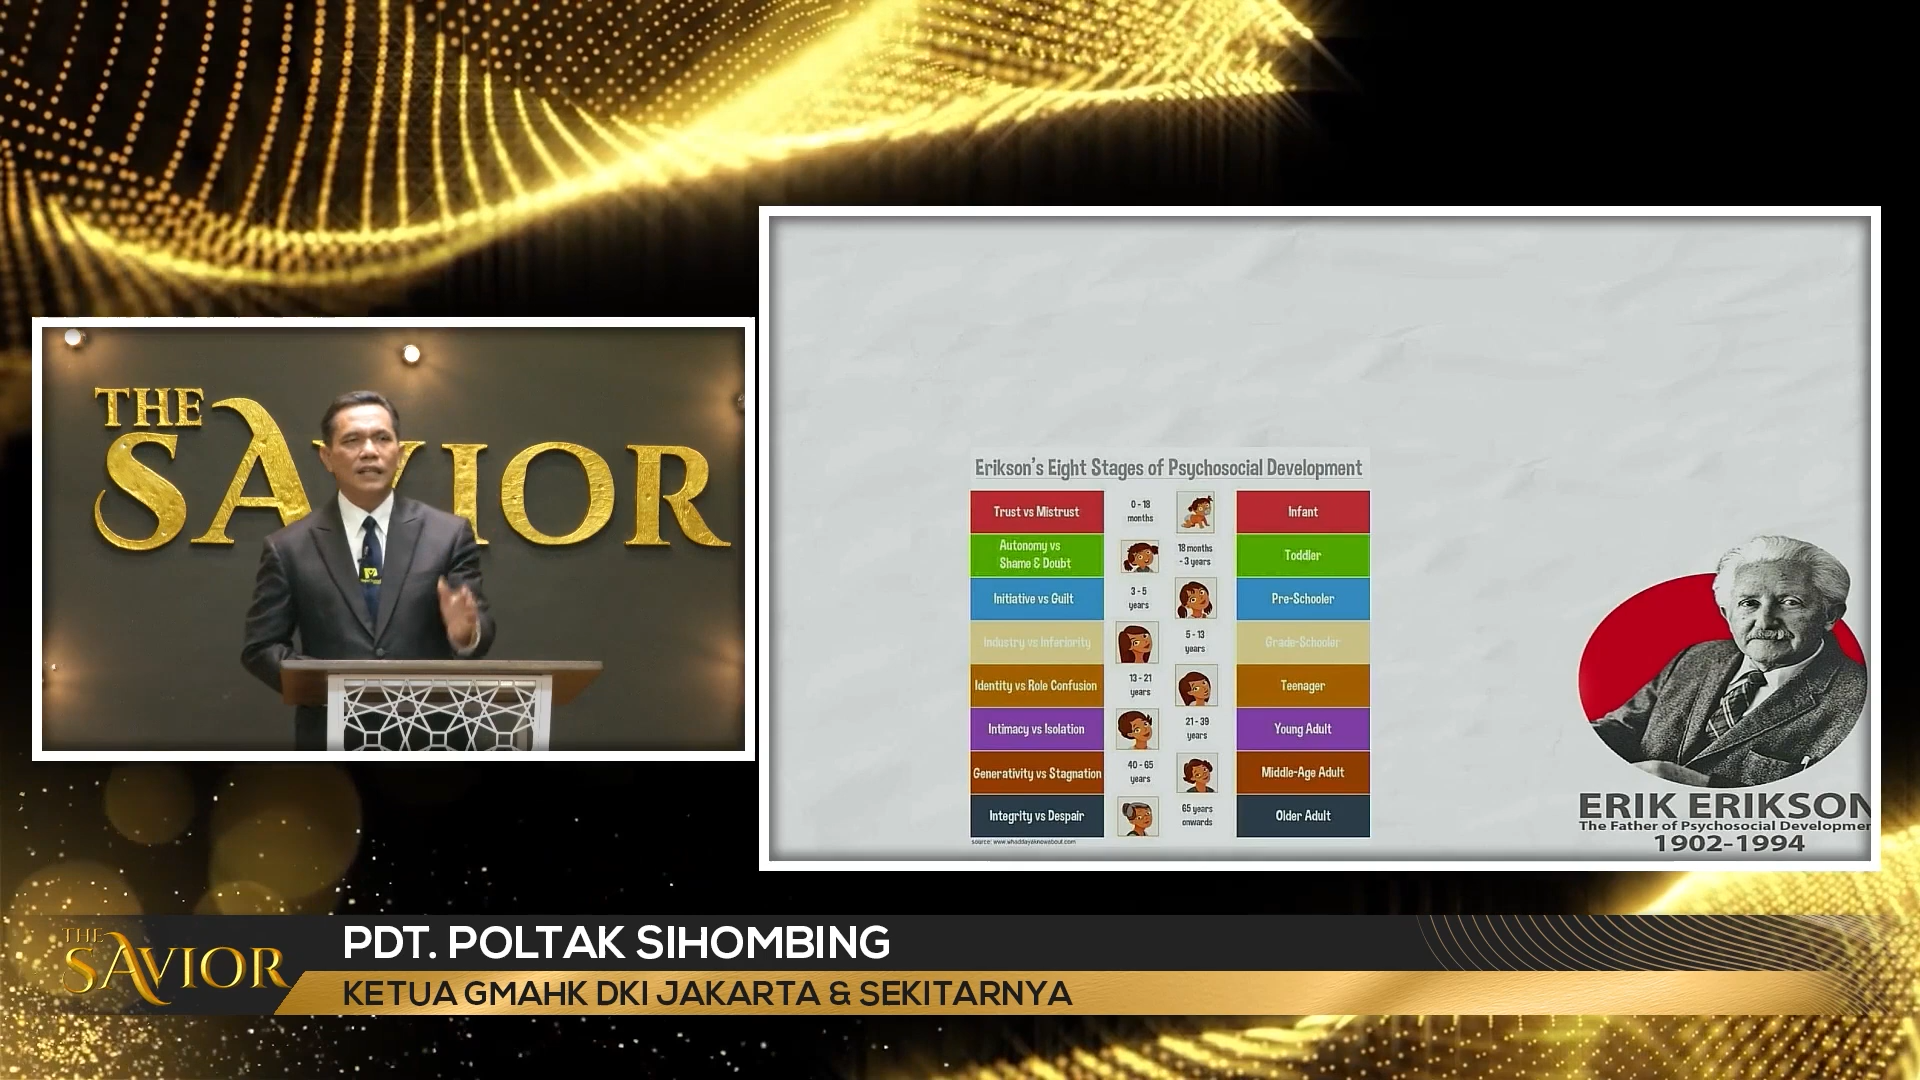 THE
SAVIOR
Erikson's Eight Stages of Psychosocial Development
Trust vs Mistrust
0 - 18
months
Infant
Autonomy vs
Shame & Doubt
18 months
- 3 years
Toddler
Initiative vs Guilt
3 - 5
years
Pre-Schooler
Industry vs Inferiority
5 - 13
years
Grade-Schooler
Identity vs Role Confusion
13 - 21
years
Teenager
Intimacy vs Isolation
21 - 39
years
Young Adult
Generativity vs Stagnation
40 - 65
years
Middle-Age Adult
Integrity vs Despair
65 years
onwards
Older Adult
source: www.whaddayaknowabout.com
ERIK ERIKSON
The Father of Psychosocial Developmen
1902-1994
THE
SAVIOR
PDT. POLTAK SIHOMBING
KETUA GMAHK DKI JAKARTA & SEKITARNYA